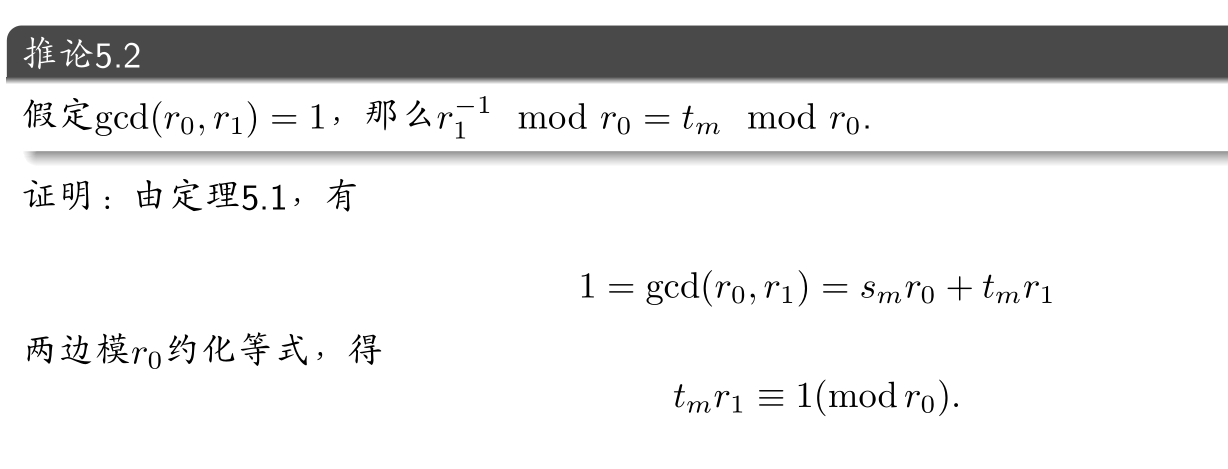 推论5.2
假定gcd(r₀, r₁) = 1，那么r₁⁻¹ mod r₀ = tₘ mod r₀.
证明：由定理5.1，有
1 = gcd(r₀, r₁) = sₘr₀ + tₘr₁
两边模r₀约化等式，得
tₘr₁ ≡ 1(mod r₀).